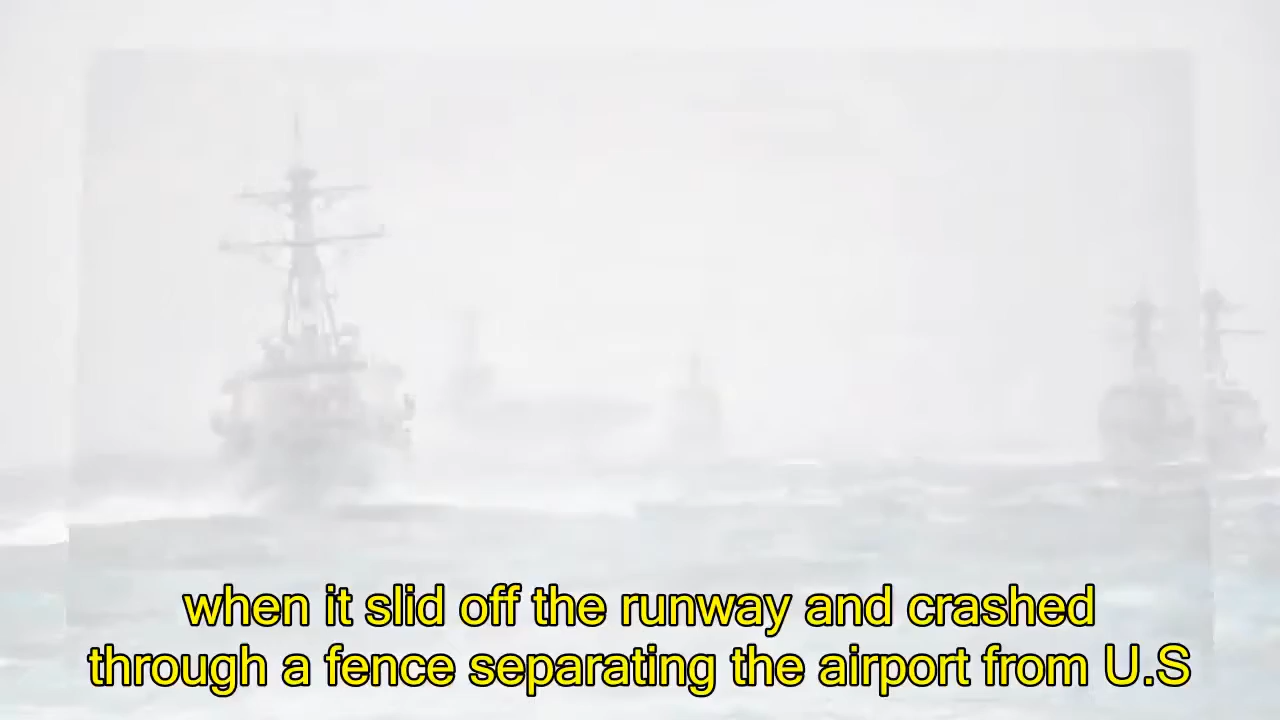 when it slid off the runway and crashed
through a fence separating the airport from U.S